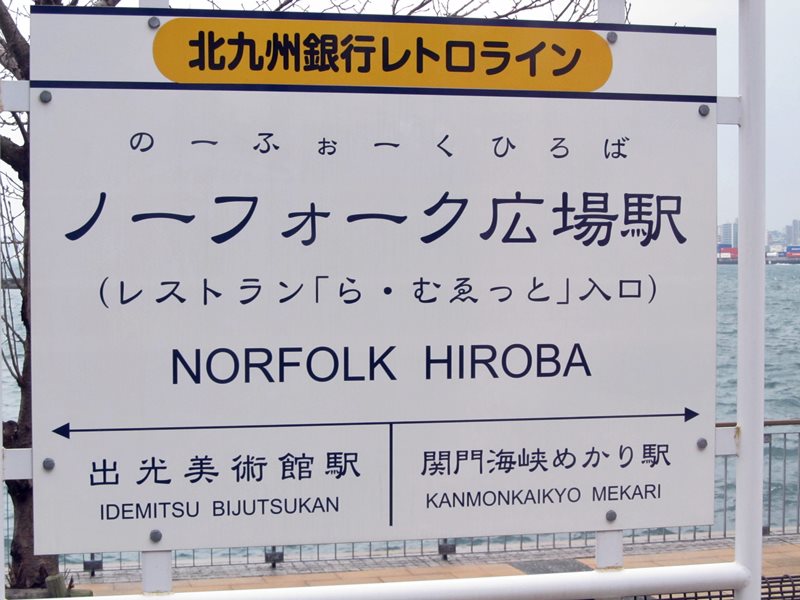 北九州銀行レトロライン
のーふぉーくひろば
ノーフォーク広場駅
(レストラン「ら・むゑっと」入口)
NORFOLK HIROBA
出光美術館駅
IDEMITSU BIJUTSUKAN
関門海峡めかり駅
KANMONKAIKYO MEKARI